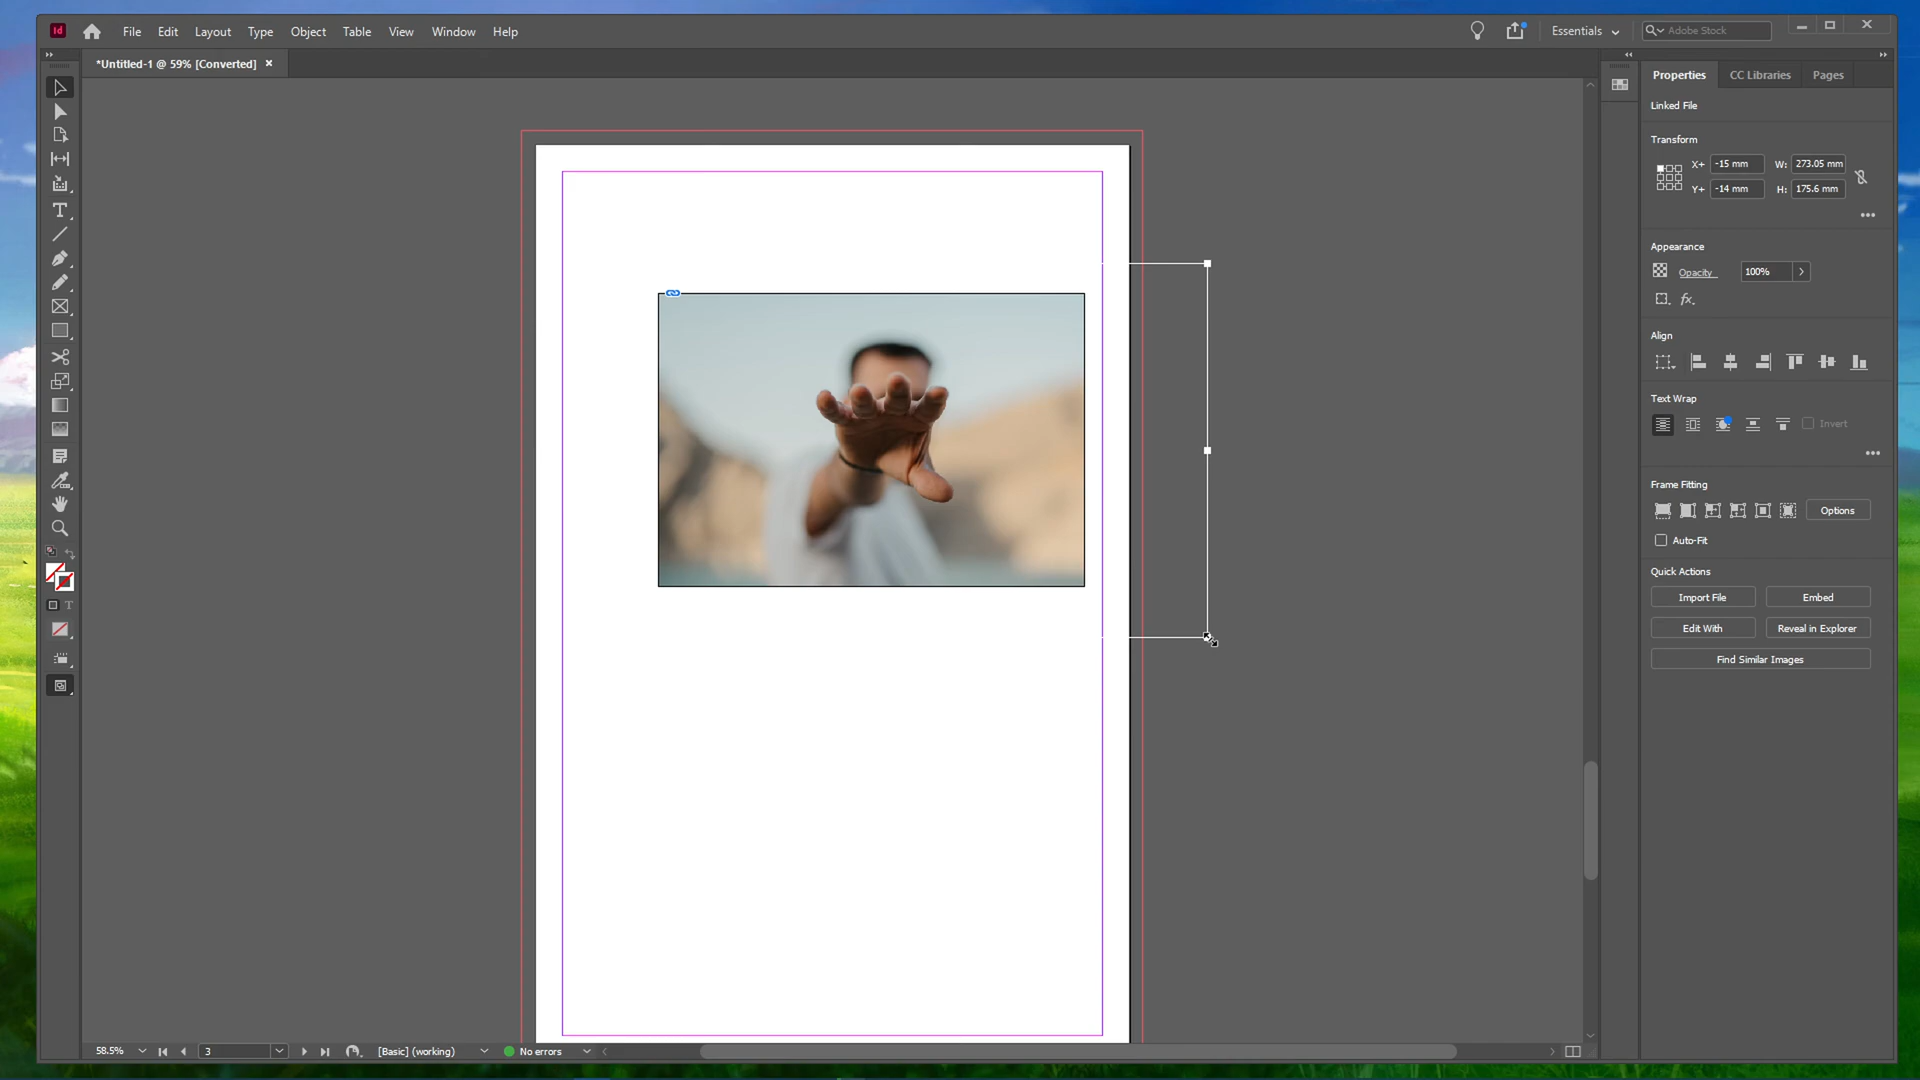 Id File Edit Layout Type Object Table View Window Help Essentials Adobe Stock
*Untitled-1 @ 59% [Converted]
Properties CC Libraries Pages
Linked File
Transform
X+ -15 mm W: 273.05 mm
Y+ -14 mm H: 175.6 mm
Appearance
Opacity 100%
fx
Align
Text Wrap
Invert
Frame Fitting
Options
Auto-Fit
Quick Actions
Import File Embed
Edit With Reveal in Explorer
Find Similar Images
T
T
58.5% 3 [Basic] (working) No errors